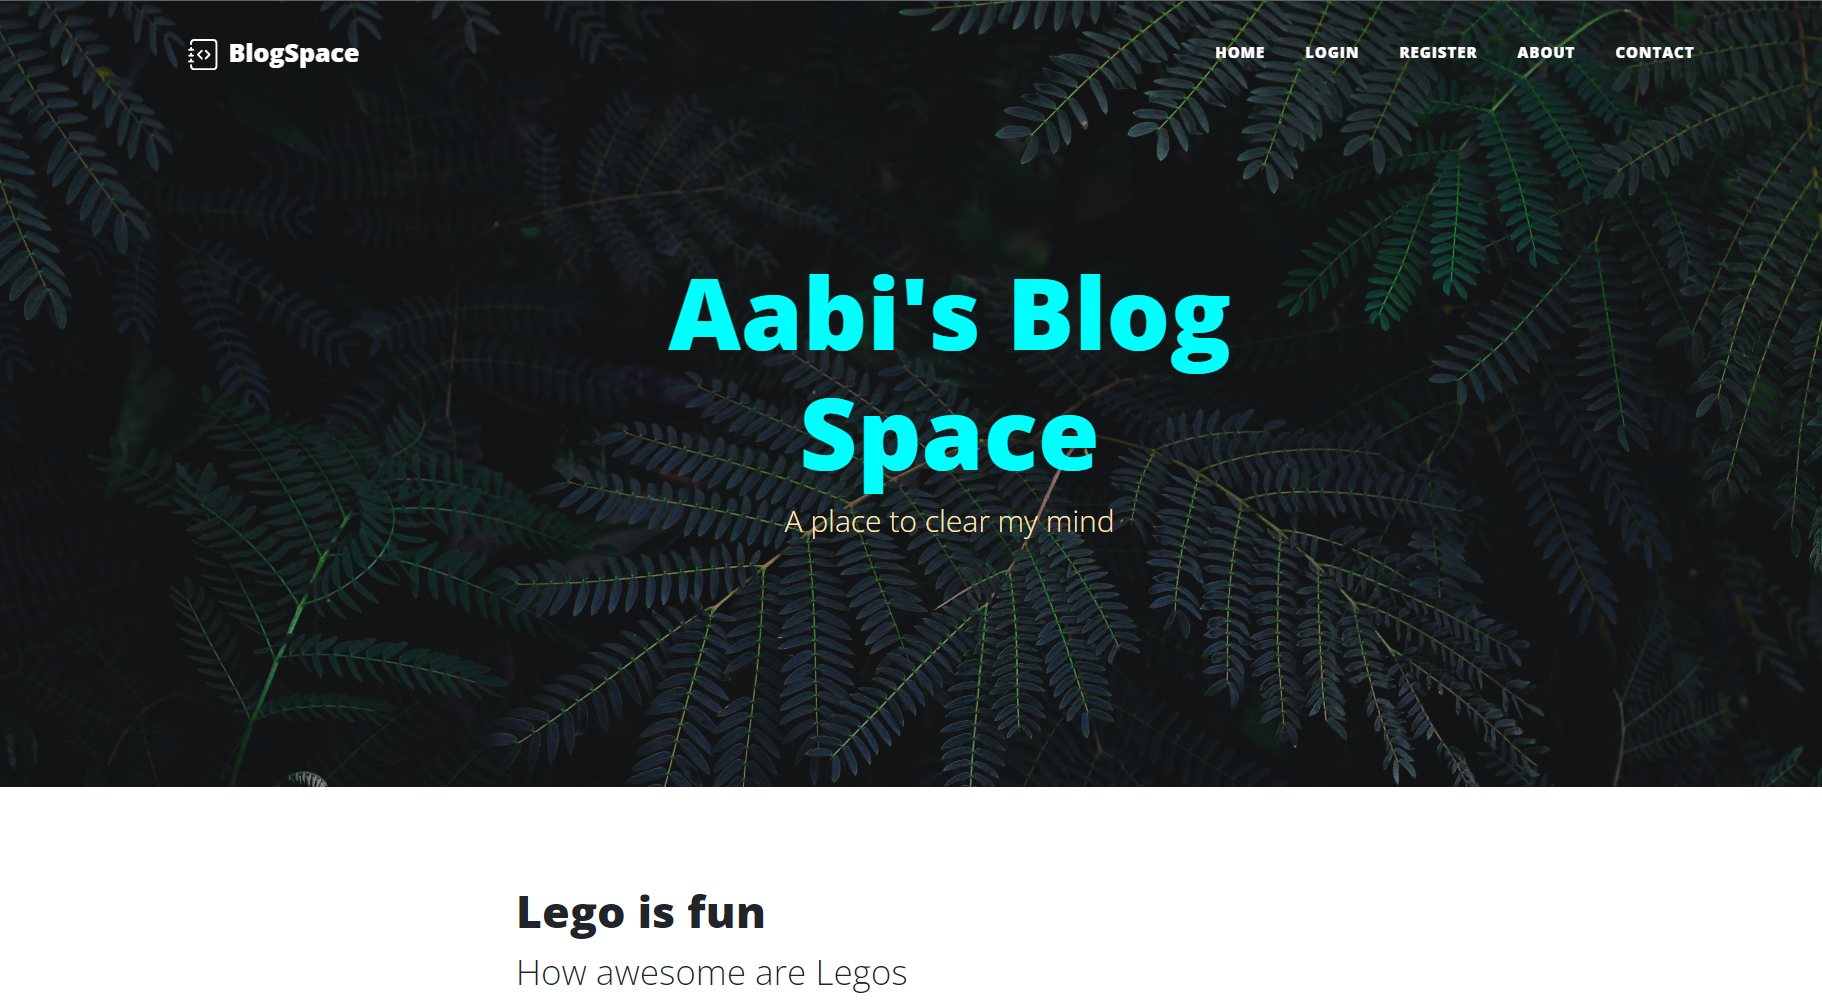 BlogSpace
HOME LOGIN REGISTER ABOUT CONTACT
Aabi's Blog
Space
A place to clear my mind
Lego is fun
How awesome are Legos